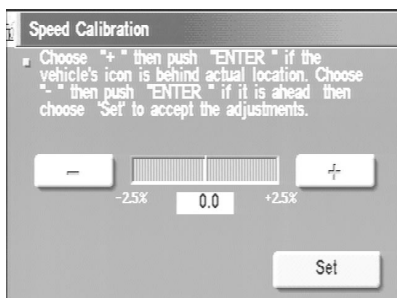 Speed Calibration
Choose "+ " then push "ENTER " if the
vehicle's icon is behind actual location. Choose
"- " then push "ENTER " if it is ahead then
choose 'Set' to accept the adjustments.
− +
-2.5% 0.0 +2.5%
Set